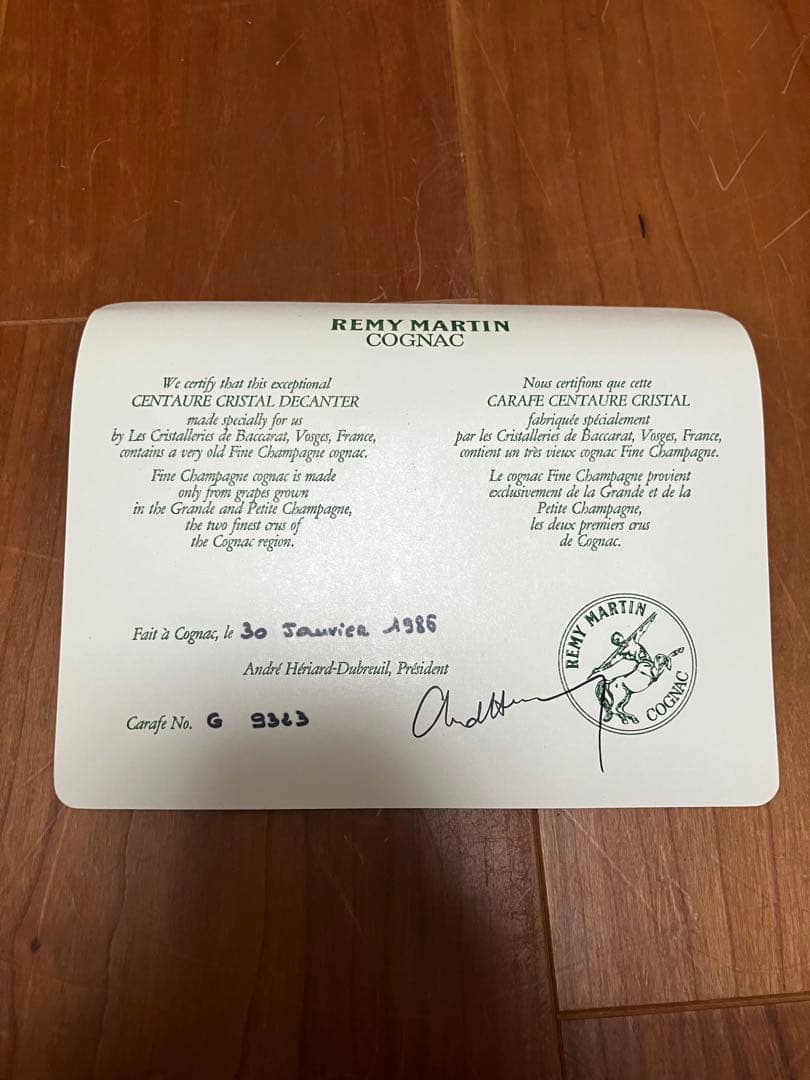 REMY MARTIN
COGNAC
We certify that this exceptional
CENTAURE CRISTAL DECANTER
made specially for us
by Les Cristalleries de Baccarat, Vosges, France,
contains a very old Fine Champagne cognac.
Fine Champagne cognac is made
only from grapes grown
in the Grande and Petite Champagne,
the two finest crus of
the Cognac region.
Nous certifions que cette
CARAFE CENTAURE CRISTAL
fabriquée spécialement
par les Cristalleries de Baccarat, Vosges, France,
contient un très vieux cognac Fine Champagne.
Le cognac Fine Champagne provient
exclusivement de la Grande et de la
Petite Champagne,
les deux premiers crus
de Cognac.
Fait à Cognac, le 30 Janvier 1986
André Hériard-Dubreuil, Président
Carafe No. G
REMY MARTIN
COGNAC